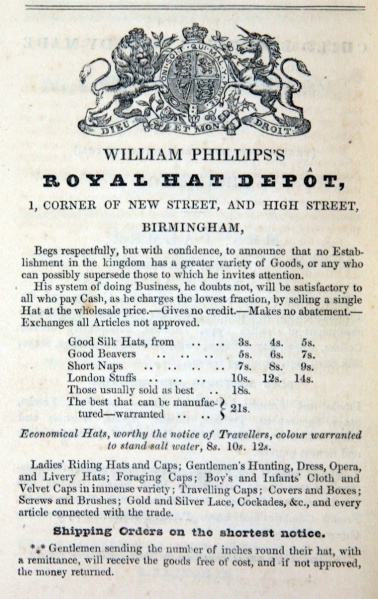 HONI SOIT QUI MAL Y PENSE
DIEU ET MON DROIT
WILLIAM PHILLIPS'S
ROYAL HAT DEPÔT,
1, CORNER OF NEW STREET, AND HIGH STREET,
BIRMINGHAM,
Begs respectfully, but with confidence, to announce that no Estab-
lishment in the kingdom has a greater variety of Goods, or any who
can possibly supersede those to which he invites attention.
His system of doing Business, he doubts not, will be satisfactory to
all who pay Cash, as he charges the lowest fraction, by selling a single
Hat at the wholesale price.—Gives no credit.—Makes no abatement.—
Exchanges all Articles not approved.
Good Silk Hats, from .. .. 3s. 4s. 5s.
Good Beavers .. .. .. 5s. 6s. 7s.
Short Naps .. .. .. .. 7s. 8s. 9s.
London Stuffs .. .. .. 10s. 12s. 14s.
Those usually sold as best .. 18s.
The best that can be manufac-
tured—warranted .. .. } 21s.
Economical Hats, worthy the notice of Travellers, colour warranted
to stand salt water, 8s. 10s. 12s.
Ladies' Riding Hats and Caps; Gentlemen's Hunting, Dress, Opera,
and Livery Hats; Foraging Caps; Boy's and Infants' Cloth and
Velvet Caps in immense variety; Travelling Caps; Covers and Boxes;
Screws and Brushes; Gold and Silver Lace, Cockades, &c., and every
article connected with the trade.
Shipping Orders on the shortest notice.
*⁎* Gentlemen sending the number of inches round their hat, with
a remittance, will receive the goods free of cost, and if not approved,
the money returned.